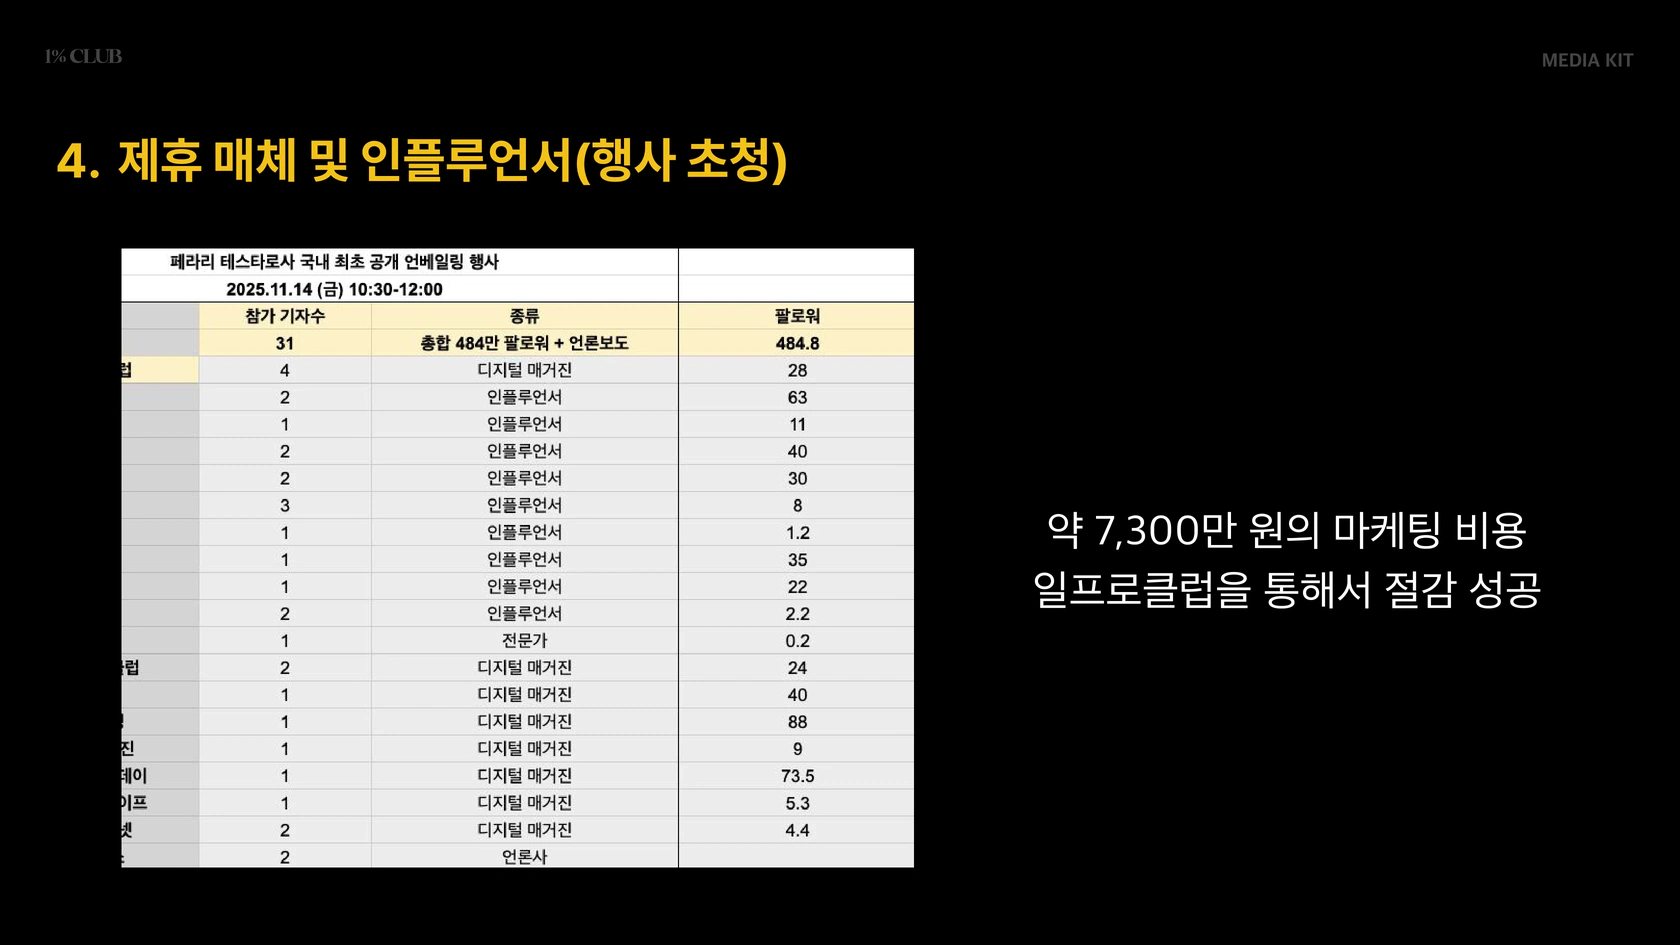 1% CLUB
MEDIA KIT
4. 제휴 매체 및 인플루언서(행사 초청)
페라리 테스타로사 국내 최초 공개 언베일링 행사
2025.11.14 (금) 10:30-12:00
참가 기자수 종류 팔로워
31 총합 484만 팔로워 + 언론보도 484.8
럽 4 디지털 매거진 28
2 인플루언서 63
1 인플루언서 11
2 인플루언서 40
2 인플루언서 30
3 인플루언서 8
1 인플루언서 1.2
1 인플루언서 35
1 인플루언서 22
2 인플루언서 2.2
1 전문가 0.2
럽 2 디지털 매거진 24
1 디지털 매거진 40
1 디지털 매거진 88
진 1 디지털 매거진 9
데이 1 디지털 매거진 73.5
이프 1 디지털 매거진 5.3
넷 2 디지털 매거진 4.4
2 언론사
약 7,300만 원의 마케팅 비용
일프로클럽을 통해서 절감 성공